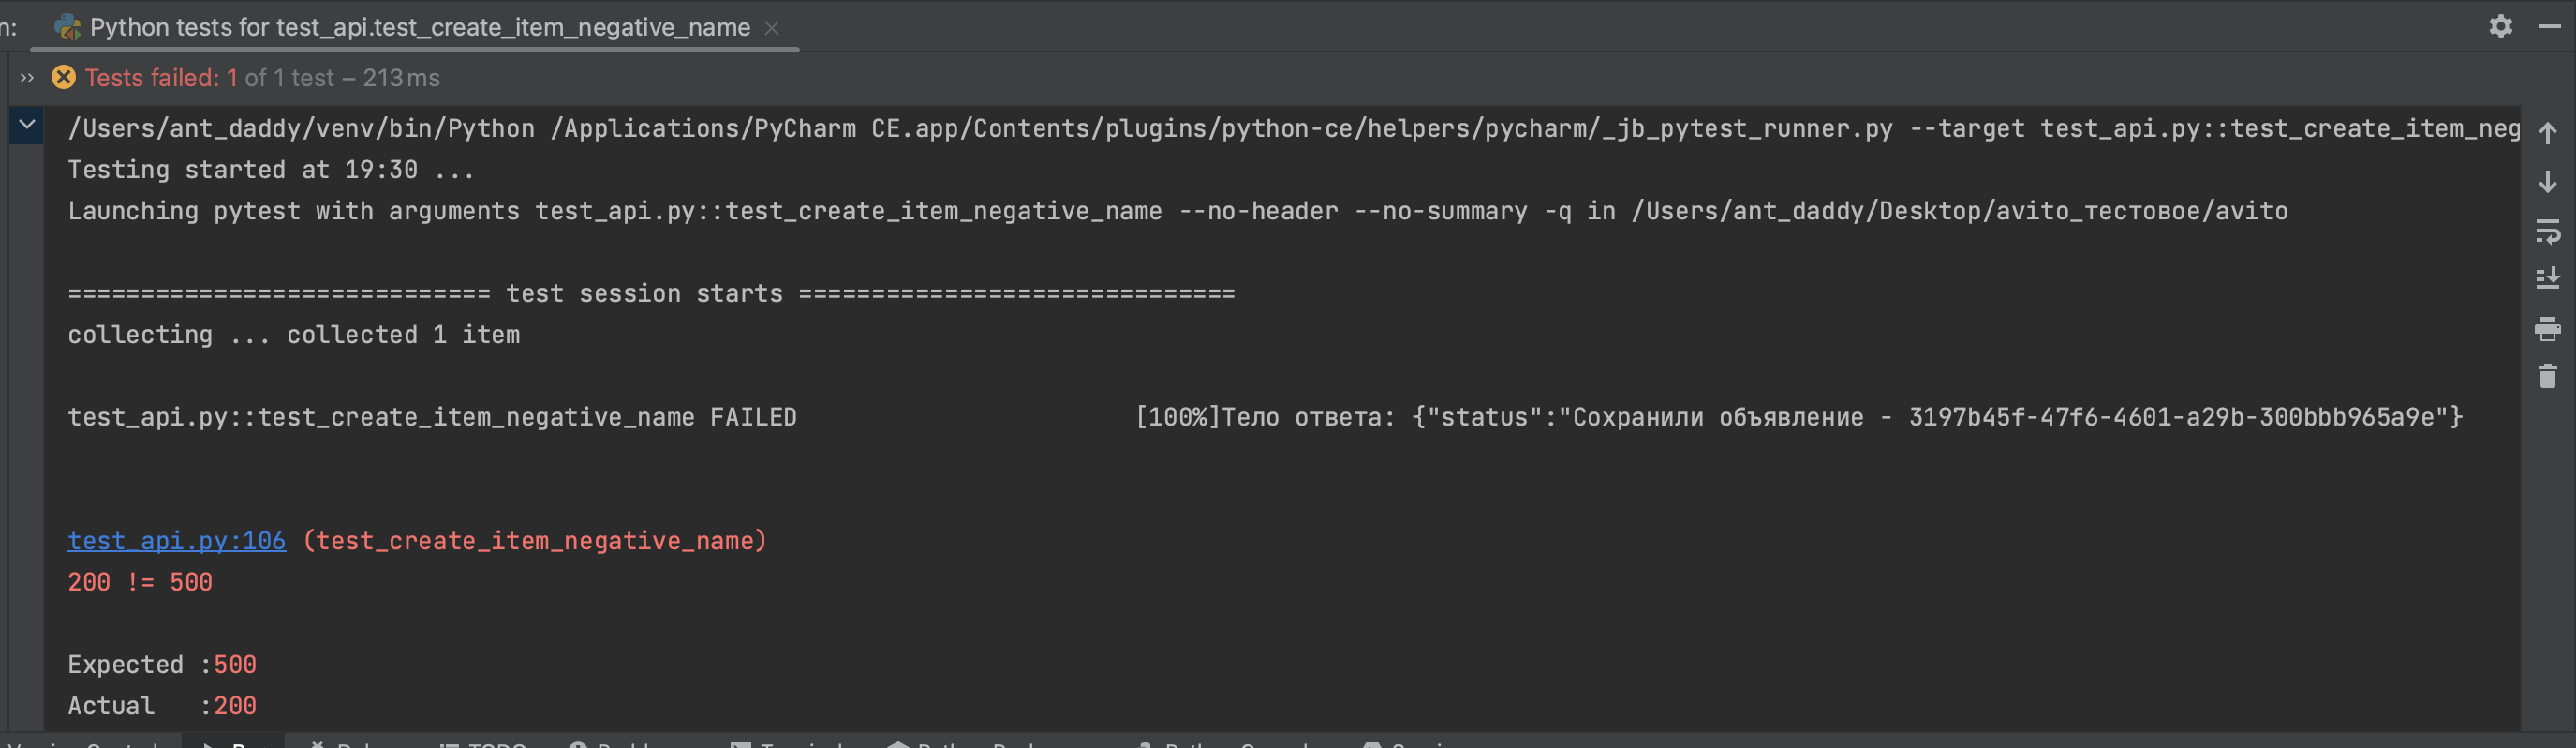 n:
Python tests for test_api.test_create_item_negative_name
Tests failed: 1 of 1 test – 213 ms
/Users/ant_daddy/venv/bin/Python /Applications/PyCharm CE.app/Contents/plugins/python-ce/helpers/pycharm/_jb_pytest_runner.py --target test_api.py::test_create_item_neg
Testing started at 19:30 ...
Launching pytest with arguments test_api.py::test_create_item_negative_name --no-header --no-summary -q in /Users/ant_daddy/Desktop/avito_тестовое/avito
============================= test session starts ==============================
collecting ... collected 1 item
test_api.py::test_create_item_negative_name FAILED [100%]Тело ответа: {"status":"Сохранили объявление - 3197b45f-47f6-4601-a29b-300bbb965a9e"}
test_api.py:106 (test_create_item_negative_name)
200 != 500
Expected :500
Actual :200